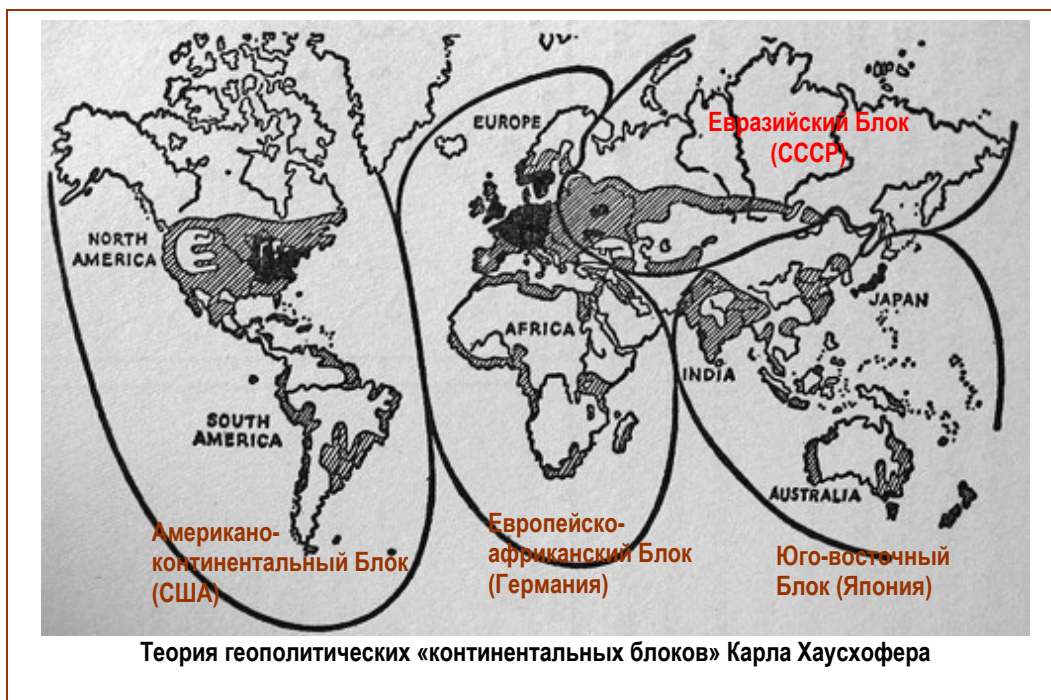 EUROPE
Евразийский Блок
(СССР)
NORTH
AMERICA
JAPAN
AFRICA
INDIA
SOUTH
AMERICA
AUSTRALIA
Американо-
континентальный Блок
(США)
Европейско-
африканский Блок
(Германия)
Юго-восточный
Блок (Япония)
Теория геополитических «континентальных блоков» Карла Хаусхофера